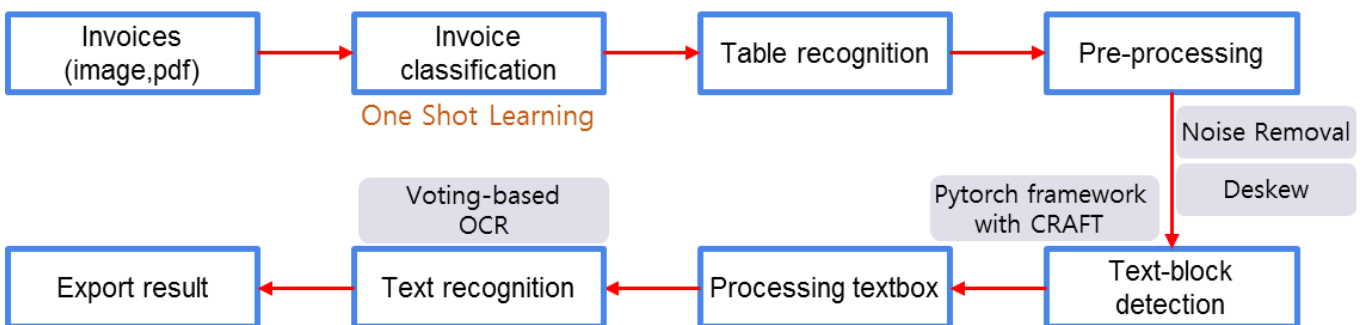 Invoices
(image,pdf)
Invoice
classification
One Shot Learning
Table recognition
Pre-processing
Noise Removal
Deskew
Pytorch framework
with CRAFT
Voting-based
OCR
Export result
Text recognition
Processing textbox
Text-block
detection